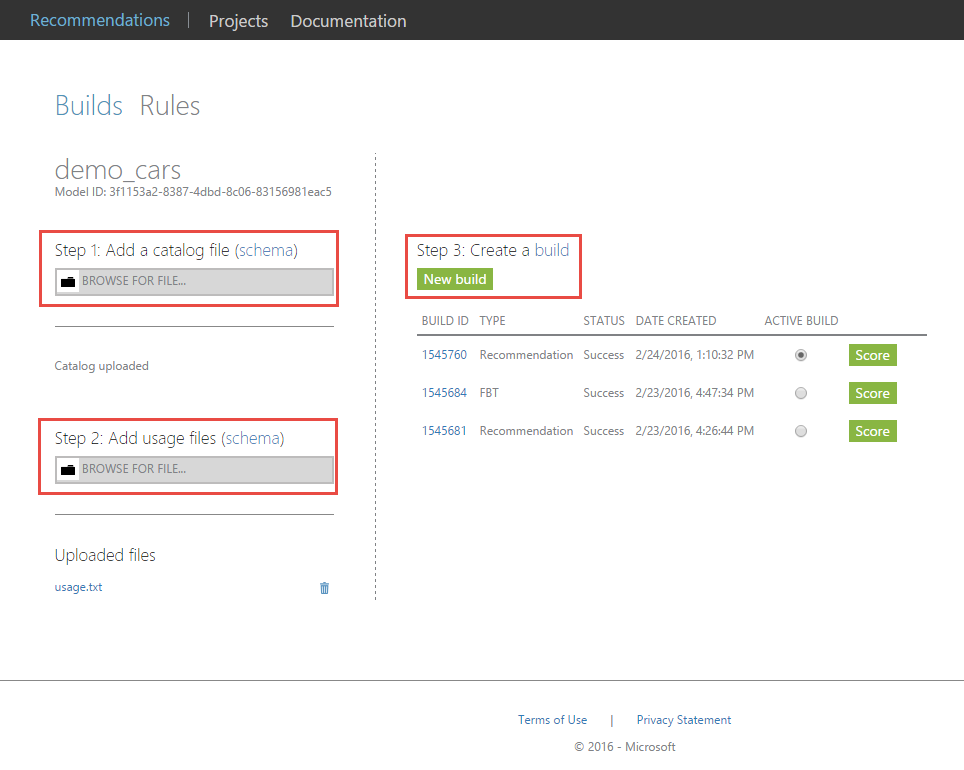 Recommendations | Projects Documentation
Builds Rules
demo_cars
Model ID: 3f1153a2-8387-4dbd-8c06-83156981eac5
Step 1: Add a catalog file (schema)
BROWSE FOR FILE...
Catalog uploaded
Step 2: Add usage files (schema)
BROWSE FOR FILE...
Uploaded files
usage.txt
Step 3: Create a build
New build
BUILD ID TYPE STATUS DATE CREATED ACTIVE BUILD
1545760 Recommendation Success 2/24/2016, 1:10:32 PM Score
1545684 FBT Success 2/23/2016, 4:47:34 PM Score
1545681 Recommendation Success 2/23/2016, 4:26:44 PM Score
Terms of Use | Privacy Statement
© 2016 - Microsoft